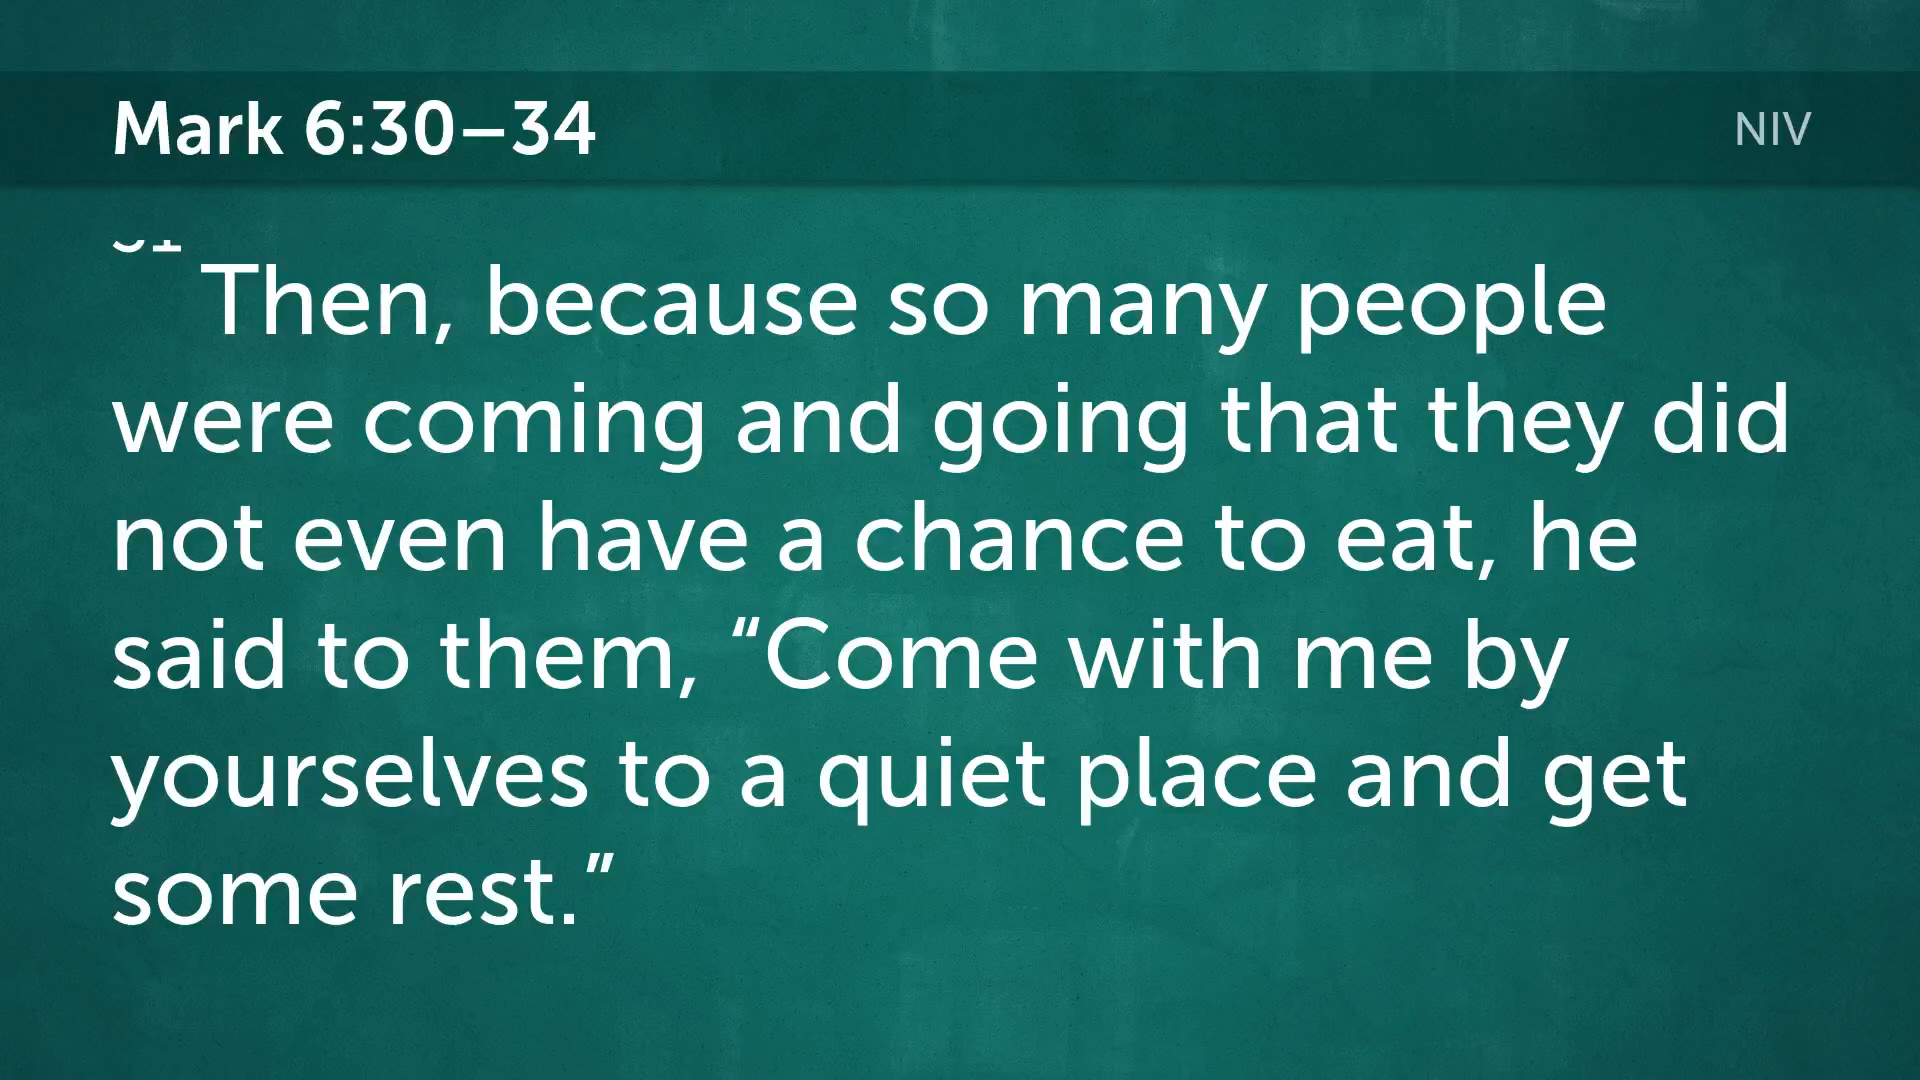 Mark 6:30–34
NIV
31 Then, because so many people
were coming and going that they did
not even have a chance to eat, he
said to them, “Come with me by
yourselves to a quiet place and get
some rest.”